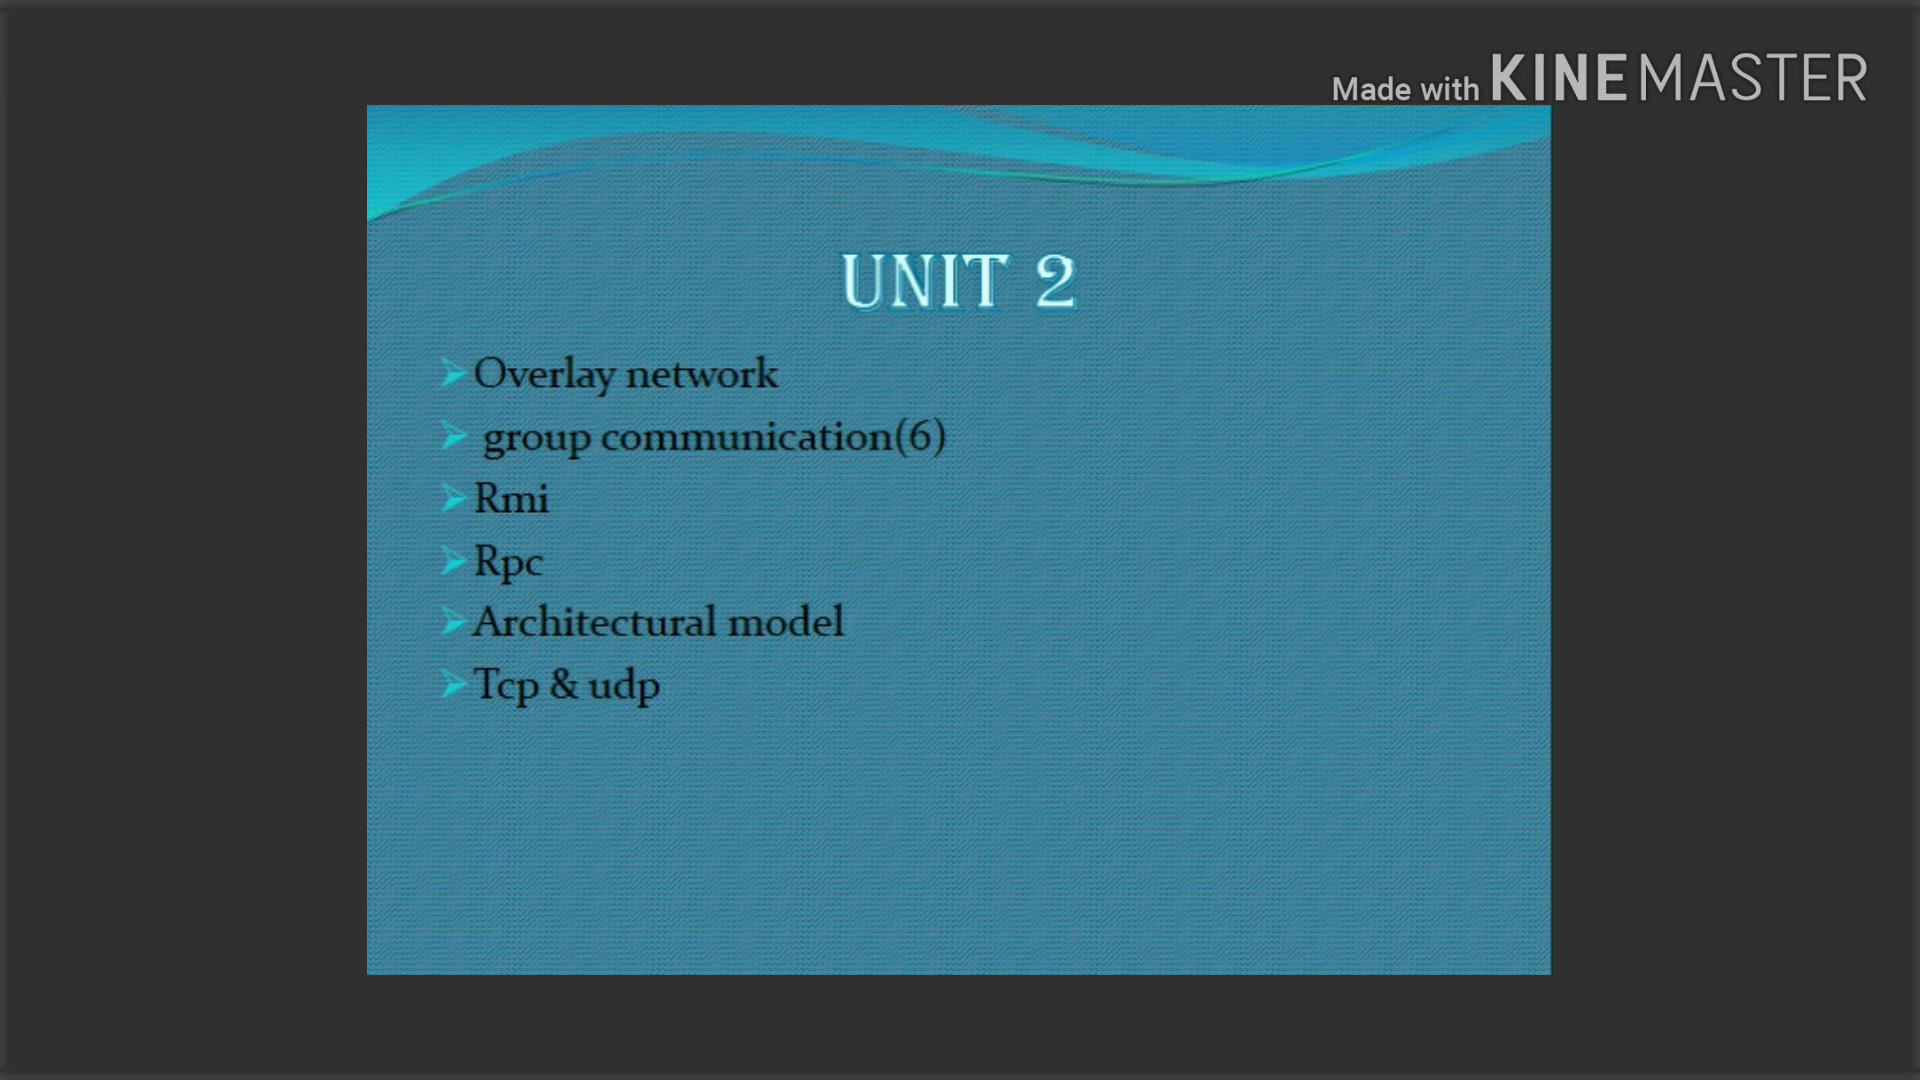 Made with KINEMASTER
UNIT 2
Overlay network
group communication(6)
Rmi
Rpc
Architectural model
Tcp & udp